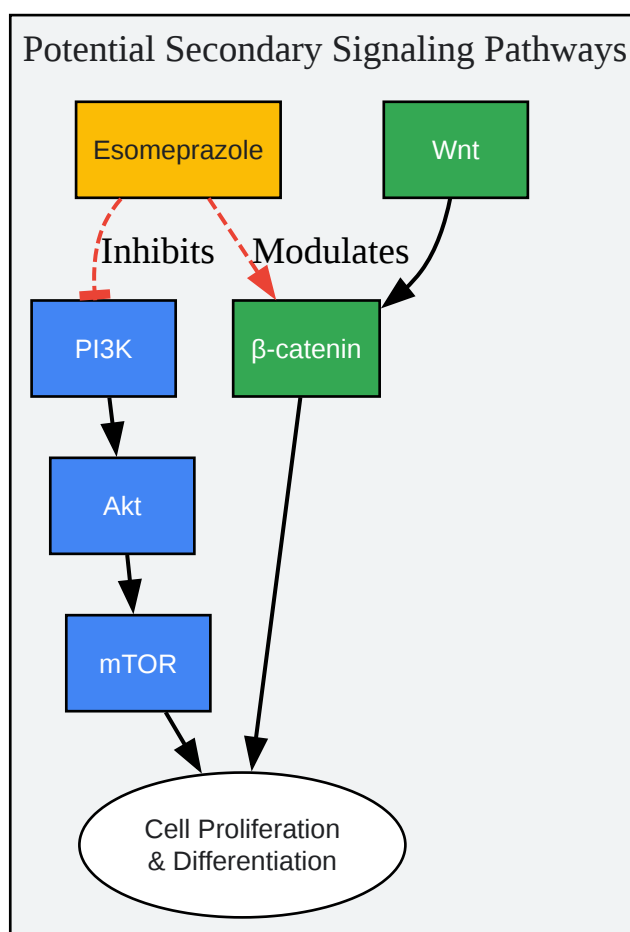 Potential Secondary Signaling Pathways
Esomeprazole
Wnt
Inhibits
Modulates
PI3K
β-catenin
Akt
mTOR
Cell Proliferation
& Differentiation